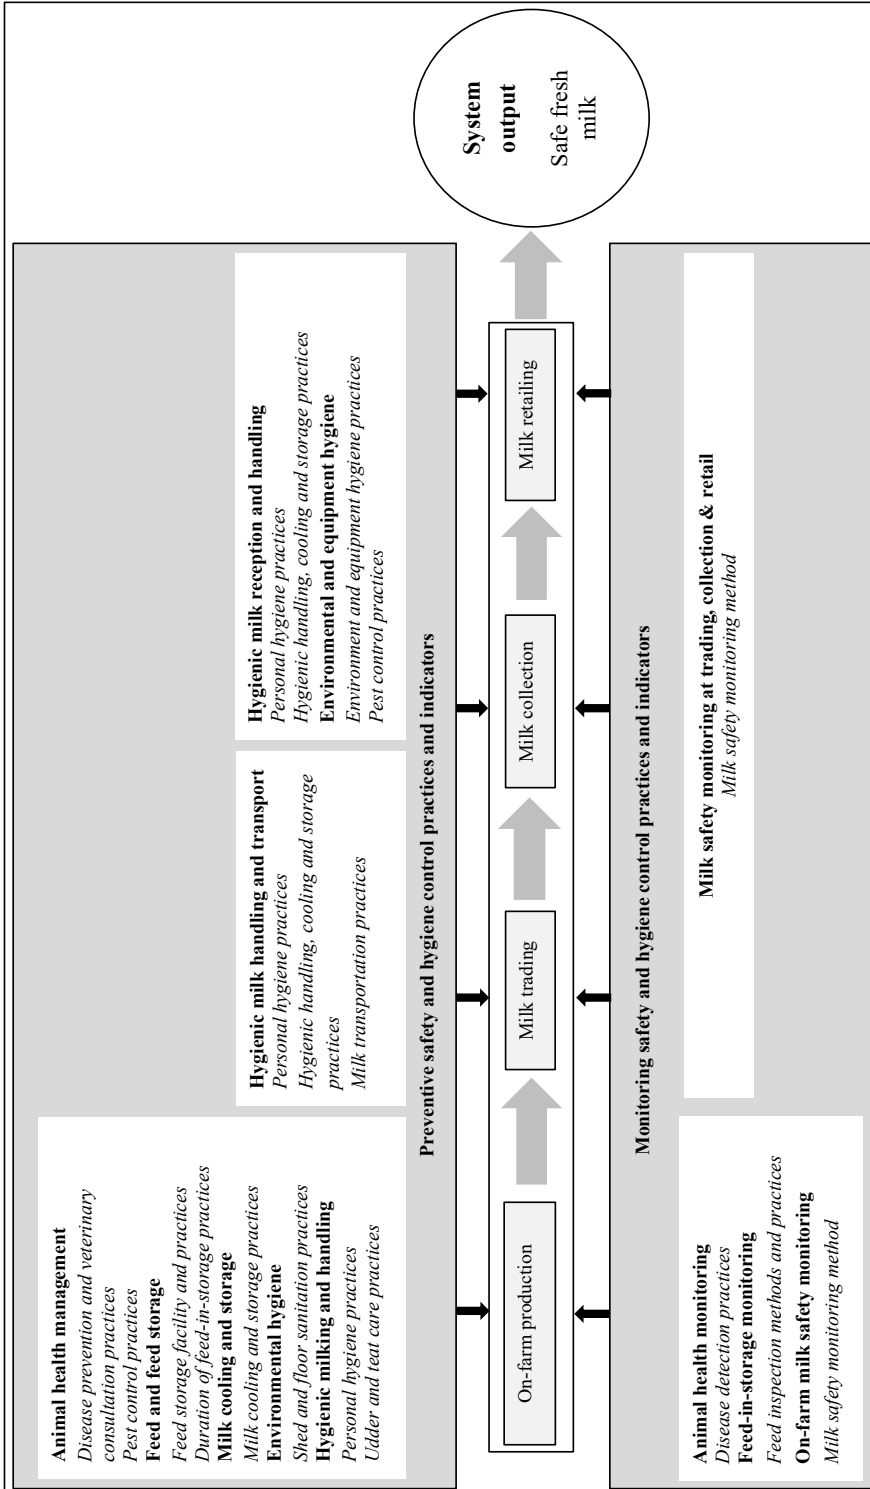 Animal health management
Disease prevention and veterinary
consultation practices
Pest control practices
Feed and feed storage
Feed storage facility and practices
Duration of feed-in-storage practices
Milk cooling and storage
Milk cooling and storage practices
Environmental hygiene
Shed and floor sanitation practices
Hygienic milking and handling
Personal hygiene practices
Udder and teat care practices
Hygienic milk handling and transport
Personal hygiene practices
Hygienic handling, cooling and storage
practices
Milk transportation practices
Hygienic milk reception and handling
Personal hygiene practices
Hygienic handling, cooling and storage practices
Environmental and equipment hygiene
Environment and equipment hygiene practices
Pest control practices
Preventive safety and hygiene control practices and indicators
On-farm production
Milk trading
Milk collection
Milk retailing
System
output
Safe fresh
milk
Monitoring safety and hygiene control practices and indicators
Animal health monitoring
Disease detection practices
Feed-in-storage monitoring
Feed inspection methods and practices
On-farm milk safety monitoring
Milk safety monitoring method
Milk safety monitoring at trading, collection & retail
Milk safety monitoring method